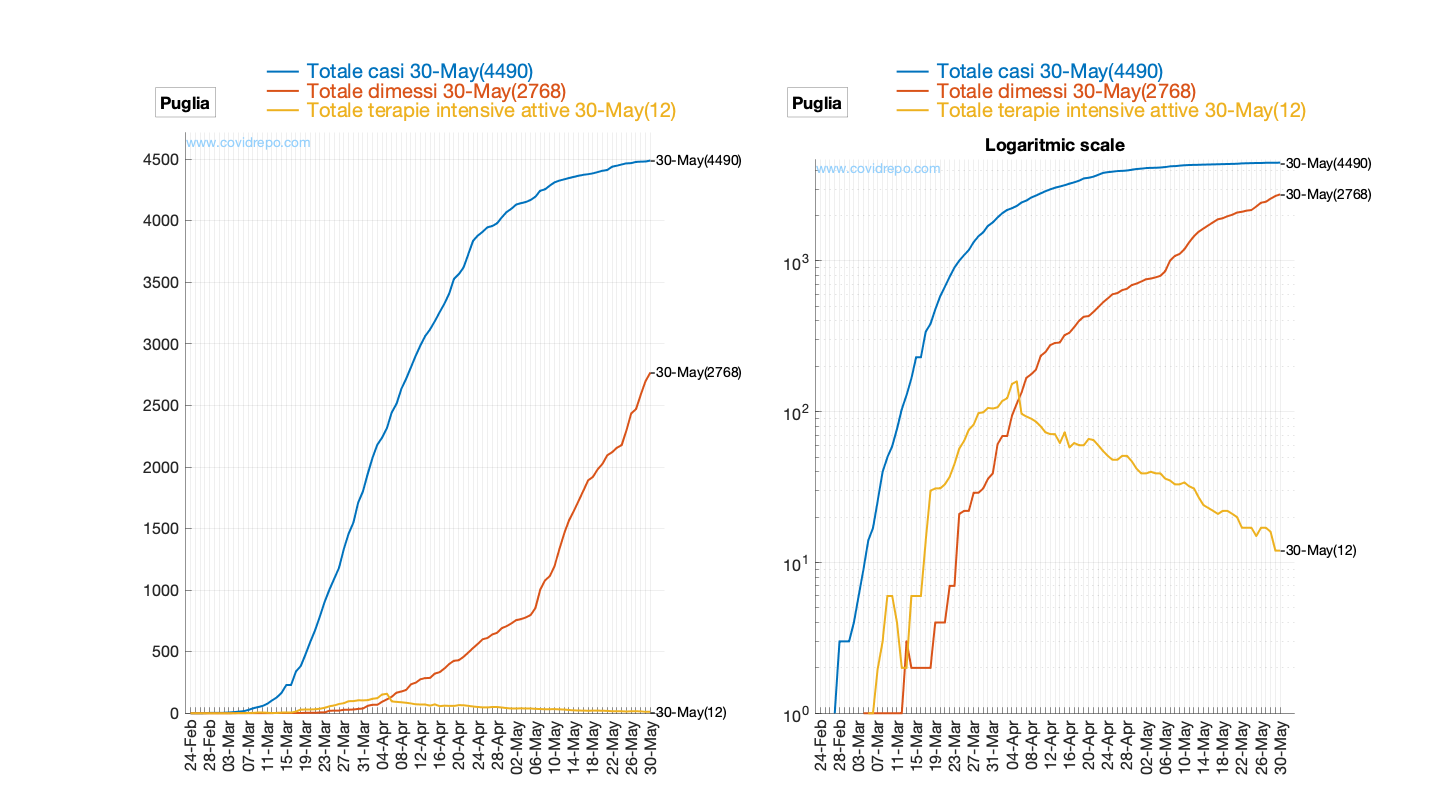 Totale casi 30-May(4490)
Totale dimessi 30-May(2768)
Totale terapie intensive attive 30-May(12)
Puglia
www.covidrepo.com
4500
4000
3500
3000
2500
2000
1500
1000
500
0
30-May(4490)
30-May(2768)
30-May(12)
24-Feb
28-Feb
03-Mar
07-Mar
11-Mar
15-Mar
19-Mar
23-Mar
27-Mar
31-Mar
04-Apr
08-Apr
12-Apr
16-Apr
20-Apr
24-Apr
28-Apr
02-May
06-May
10-May
14-May
18-May
22-May
26-May
30-May
Totale casi 30-May(4490)
Totale dimessi 30-May(2768)
Totale terapie intensive attive 30-May(12)
Puglia
Logaritmic scale
www.covidrepo.com
10³
10²
10¹
10⁰
30-May(4490)
30-May(2768)
30-May(12)
24-Feb
28-Feb
03-Mar
07-Mar
11-Mar
15-Mar
19-Mar
23-Mar
27-Mar
31-Mar
04-Apr
08-Apr
12-Apr
16-Apr
20-Apr
24-Apr
28-Apr
02-May
06-May
10-May
14-May
18-May
22-May
26-May
30-May